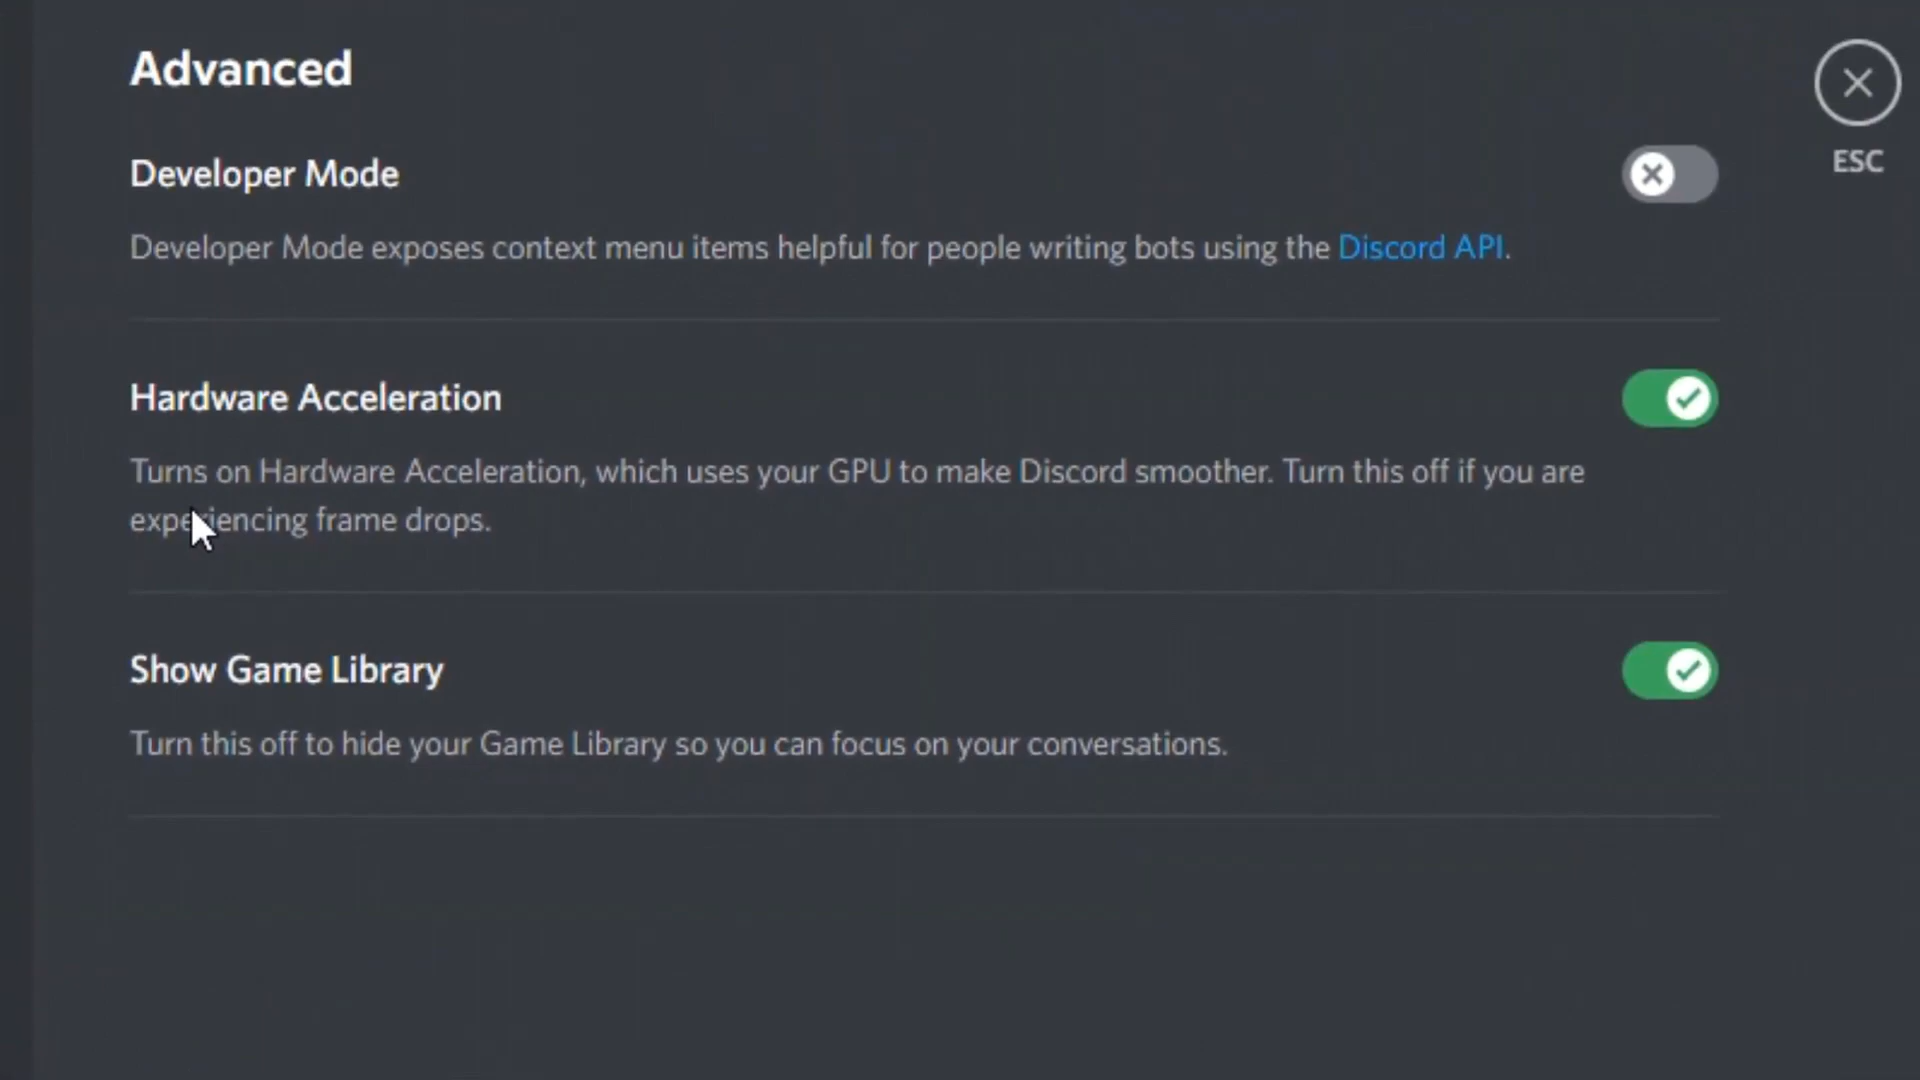 Advanced
ESC
Developer Mode
Developer Mode exposes context menu items helpful for people writing bots using the Discord API.
Hardware Acceleration
Turns on Hardware Acceleration, which uses your GPU to make Discord smoother. Turn this off if you are
experiencing frame drops.
Show Game Library
Turn this off to hide your Game Library so you can focus on your conversations.